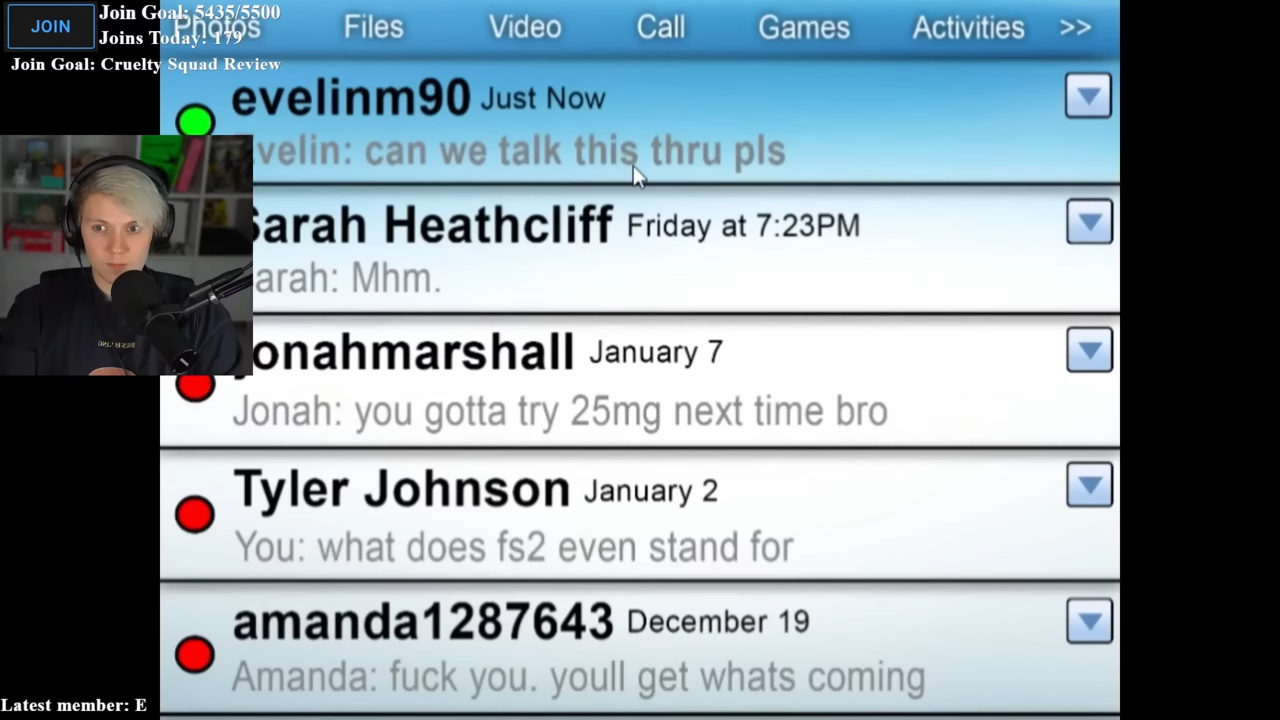 JOIN
Join Goal: 5435/5500
Joins Today: 179
Join Goal: Cruelty Squad Review
Photos Files Video Call Games Activities >>
evelinm90 Just Now
velin: can we talk this thru pls
Sarah Heathcliff Friday at 7:23PM
arah: Mhm.
jonahmarshall January 7
Jonah: you gotta try 25mg next time bro
Tyler Johnson January 2
You: what does fs2 even stand for
amanda1287643 December 19
Amanda: fuck you. youll get whats coming
Latest member: E